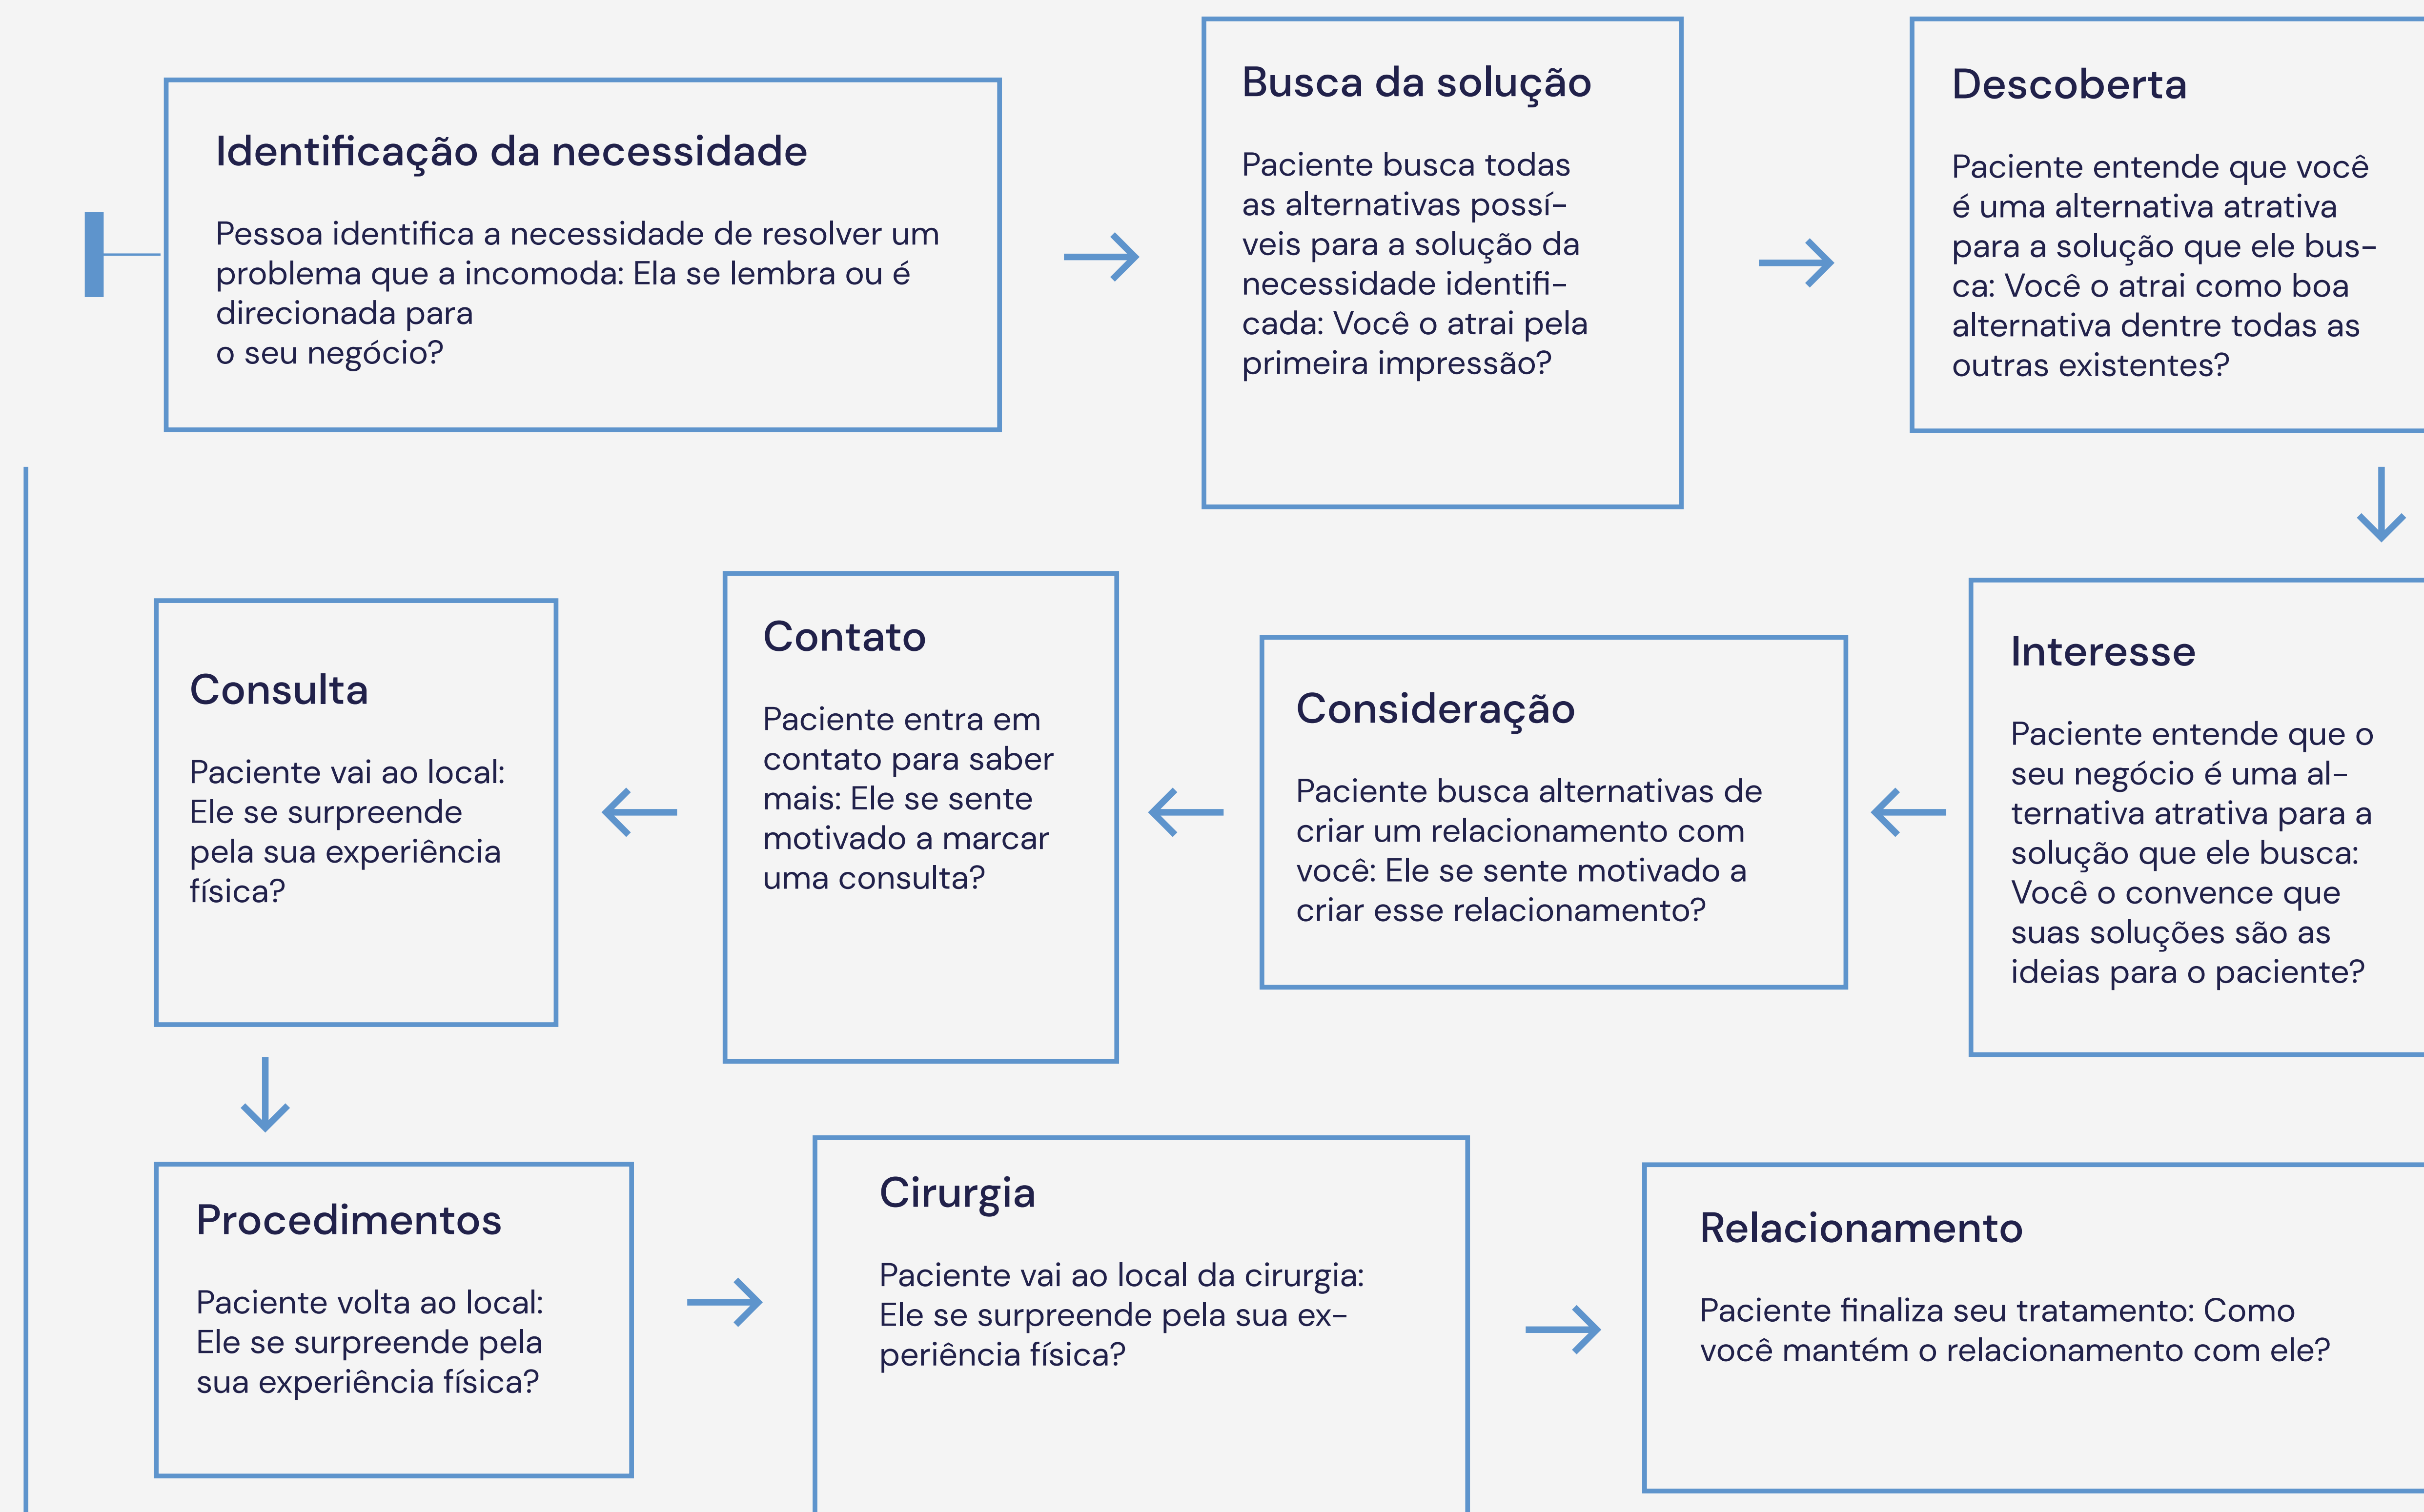 Identificação da necessidade
Pessoa identifica a necessidade de resolver um
problema que a incomoda: Ela se lembra ou é
direcionada para
o seu negócio?
Busca da solução
Paciente busca todas
as alternativas possí-
veis para a solução da
necessidade identifi-
cada: Você o atrai pela
primeira impressão?
Descoberta
Paciente entende que você
é uma alternativa atrativa
para a solução que ele bus-
ca: Você o atrai como boa
alternativa dentre todas as
outras existentes?
Interesse
Paciente entende que o
seu negócio é uma al-
ternativa atrativa para a
solução que ele busca:
Você o convence que
suas soluções são as
ideias para o paciente?
Consideração
Paciente busca alternativas de
criar um relacionamento com
você: Ele se sente motivado a
criar esse relacionamento?
Contato
Paciente entra em
contato para saber
mais: Ele se sente
motivado a marcar
uma consulta?
Consulta
Paciente vai ao local:
Ele se surpreende
pela sua experiência
física?
Procedimentos
Paciente volta ao local:
Ele se surpreende pela
sua experiência física?
Cirurgia
Paciente vai ao local da cirurgia:
Ele se surpreende pela sua ex-
periência física?
Relacionamento
Paciente finaliza seu tratamento: Como
você mantém o relacionamento com ele?